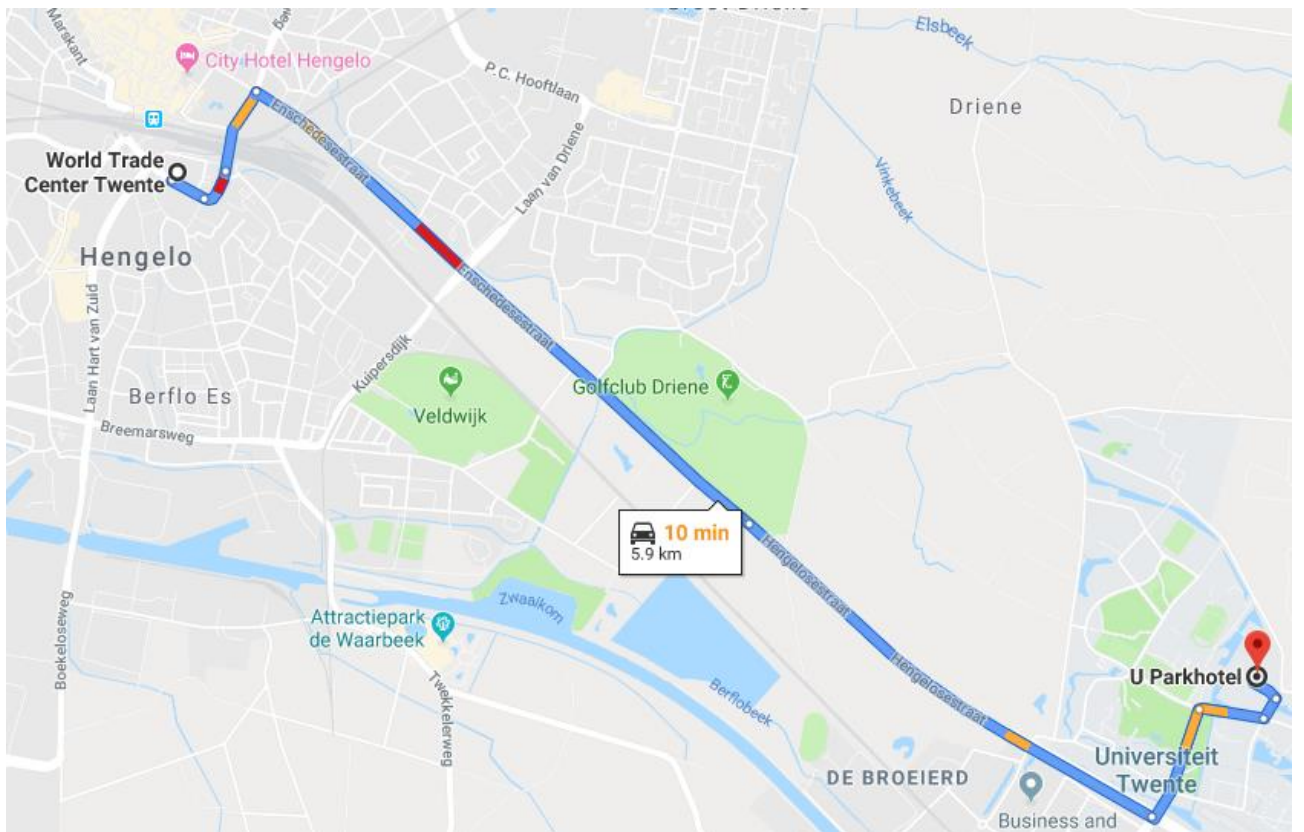 Marskant
City Hotel Hengelo
P.C. Hooftlaan
Elsbeek
Driene
Enschedesestraat
World Trade
Center Twente
Laan van Driene
Vinkebeek
Hengelo
Enschedesestraat
Laan Hart van Zuid
Kuipersdijk
Berflo Es
Veldwijk
Golfclub Driene
Breemarsweg
10 min
5.9 km
Hengelosestraat
Zwaaikom
Attractiepark
de Waarbeek
Boekeloseweg
Twekkelerweg
Berflobeek
Hengelosestraat
U Parkhotel
DE BROEIERD
Universiteit
Twente
Business and